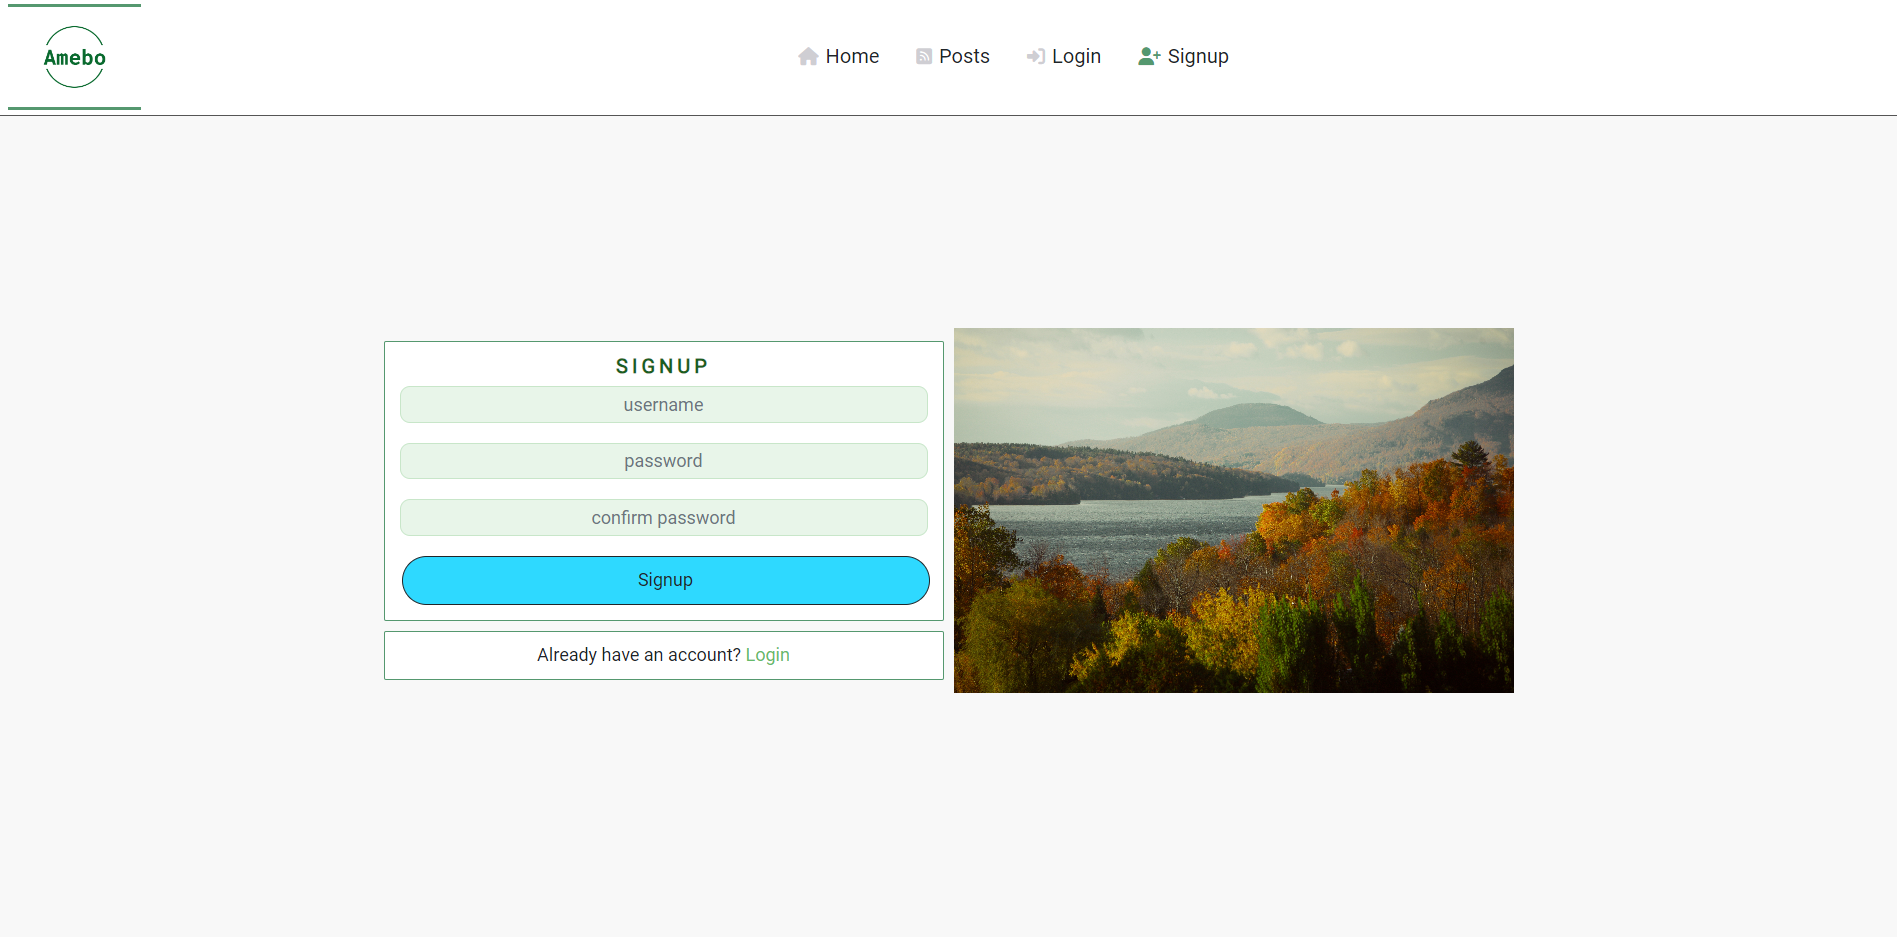 Amebo
Home Posts Login Signup
SIGNUP
username
password
confirm password
Signup
Already have an account? Login